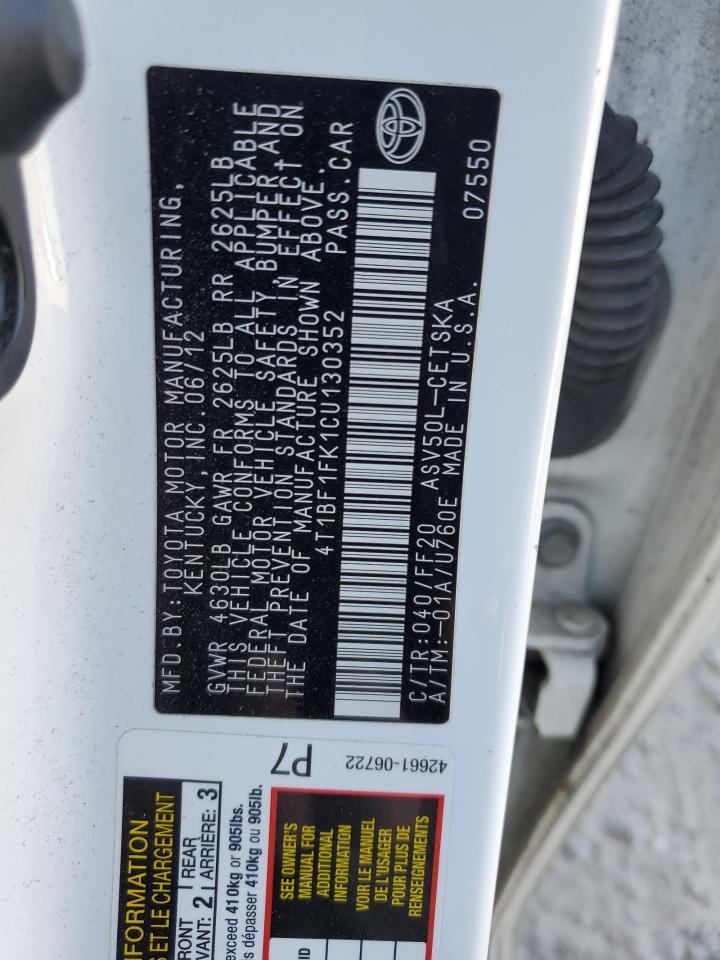 MFD.BY:TOYOTA MOTOR MANUFACTURING,
KENTUCKY,INC.06/12
GVWR 4630LB GAWR FR 2625LB RR 2625LB
THIS VEHICLE CONFORMS TO ALL APPLICABLE
FEDERAL MOTOR VEHICLE SAFETY, BUMPER,AND
THEFT PREVENTION STANDARDS IN EFFECT ON
THE DATE OF MANUFACTURE SHOWN ABOVE.
4T1BF1FK1CU130352 PASS.CAR
C/TR:040/FF20 ASV50L-CETSKA
A/TM:-01A/U760E MADE IN U.S.A. 07550
P7
42661-06722
INFORMATION
ET LE CHARGEMENT
2 REAR 3
AVANT: ARRIÈRE:
exceed 410kg or 905lbs.
dépasser 410kg ou 905lb.
SEE OWNER'S
MANUAL FOR
ADDITIONAL
INFORMATION
VOIR LE MANUEL
DE L'USAGER
POUR PLUS DE
RENSEIGNEMENTS